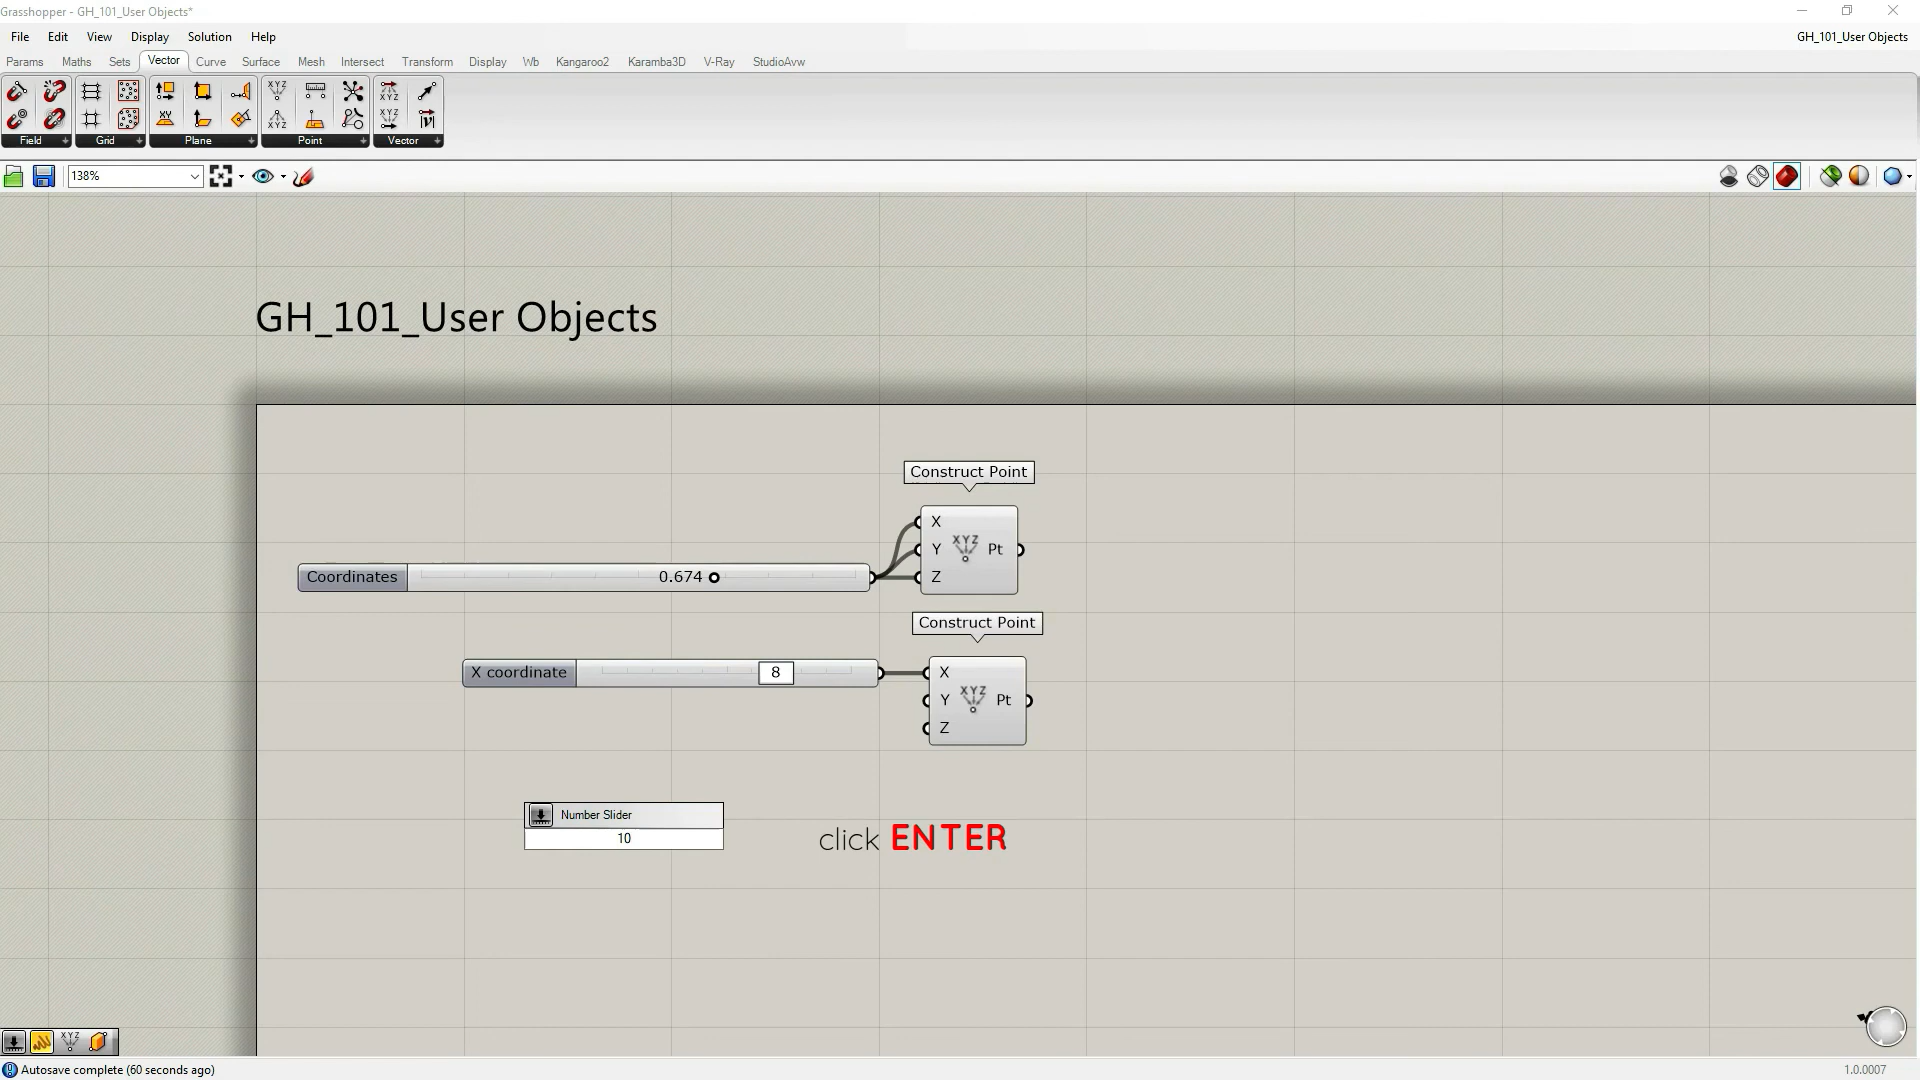 Grasshopper - GH_101_User Objects*
File Edit View Display Solution Help GH_101_User Objects
Params Maths Sets Vector Curve Surface Mesh Intersect Transform Display Wb Kangaroo2 Karamba3D V-Ray StudioAvw
Field Grid Plane Point Vector
138%
GH_101_User Objects
Construct Point
X
Y XYZ Pt
Z
Coordinates 0.674
Construct Point
X coordinate 8
X
Y XYZ Pt
Z
Number Slider
10
click ENTER
Autosave complete (60 seconds ago) 1.0.0007